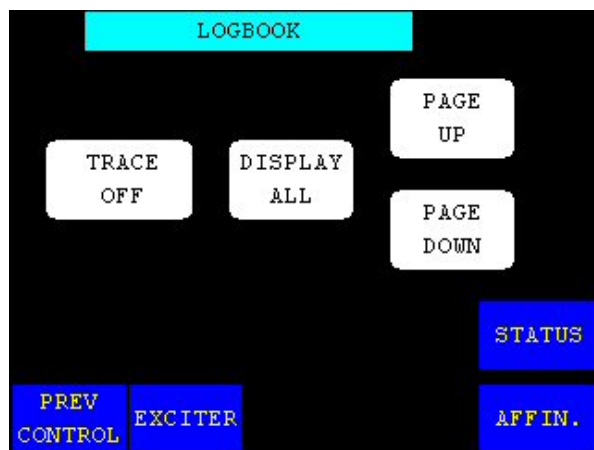 LOGBOOK
PAGE
UP
TRACE
OFF
DISPLAY
ALL
PAGE
DOWN
STATUS
PREV
CONTROL
EXCITER
AFFIN.